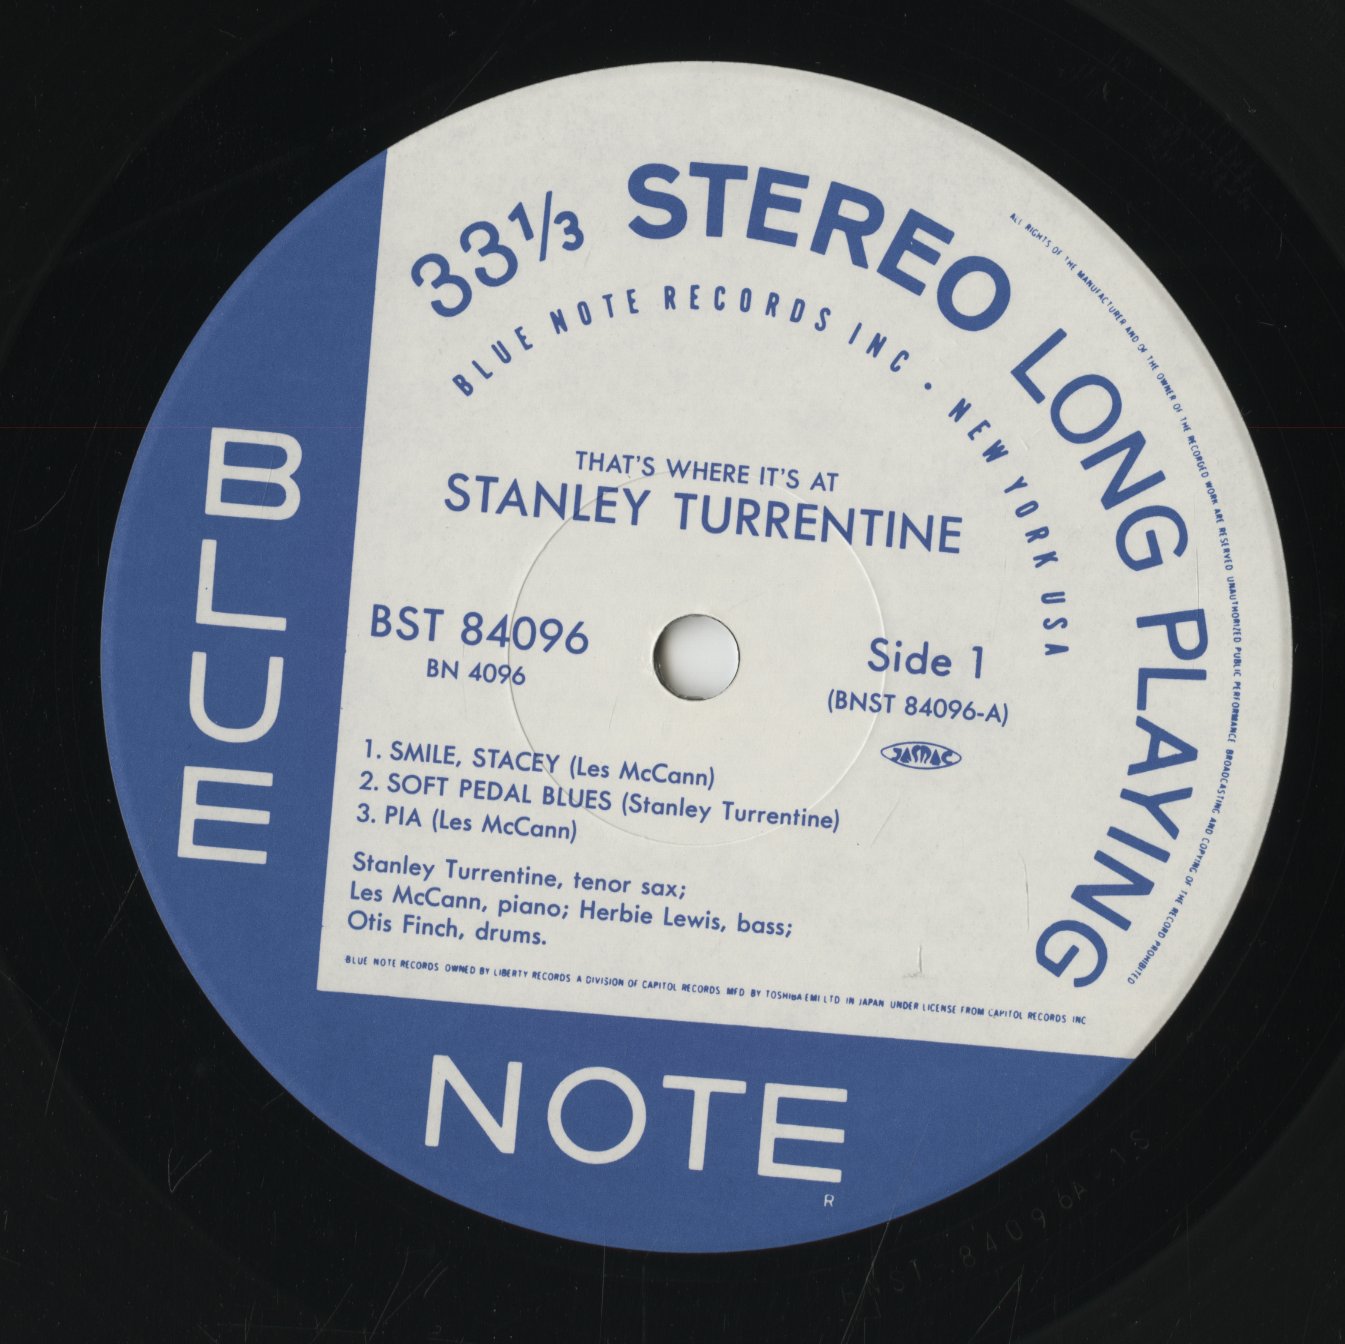 33⅓ STEREO LONG PLAYING
BLUE NOTE RECORDS INC • NEW YORK USA
ALL RIGHTS OF THE MANUFACTURER AND OF THE OWNER OF THE RECORDED WORK ARE RESERVED UNAUTHORIZED PUBLIC PERFORMANCE BROADCASTING AND COPYING OF THE RECORD PROHIBITED
THAT'S WHERE IT'S AT
STANLEY TURRENTINE
BST 84096
BN 4096
Side 1
(BNST 84096-A)
JASRAC
1. SMILE, STACEY (Les McCann)
2. SOFT PEDAL BLUES (Stanley Turrentine)
3. PIA (Les McCann)
Stanley Turrentine, tenor sax;
Les McCann, piano; Herbie Lewis, bass;
Otis Finch, drums.
BLUE NOTE RECORDS OWNED BY LIBERTY RECORDS A DIVISION OF CAPITOL RECORDS MFD BY TOSHIBA EMI LTD IN JAPAN UNDER LICENSE FROM CAPITOL RECORDS INC
BLUE
NOTE
R
BNST 84096A-1S